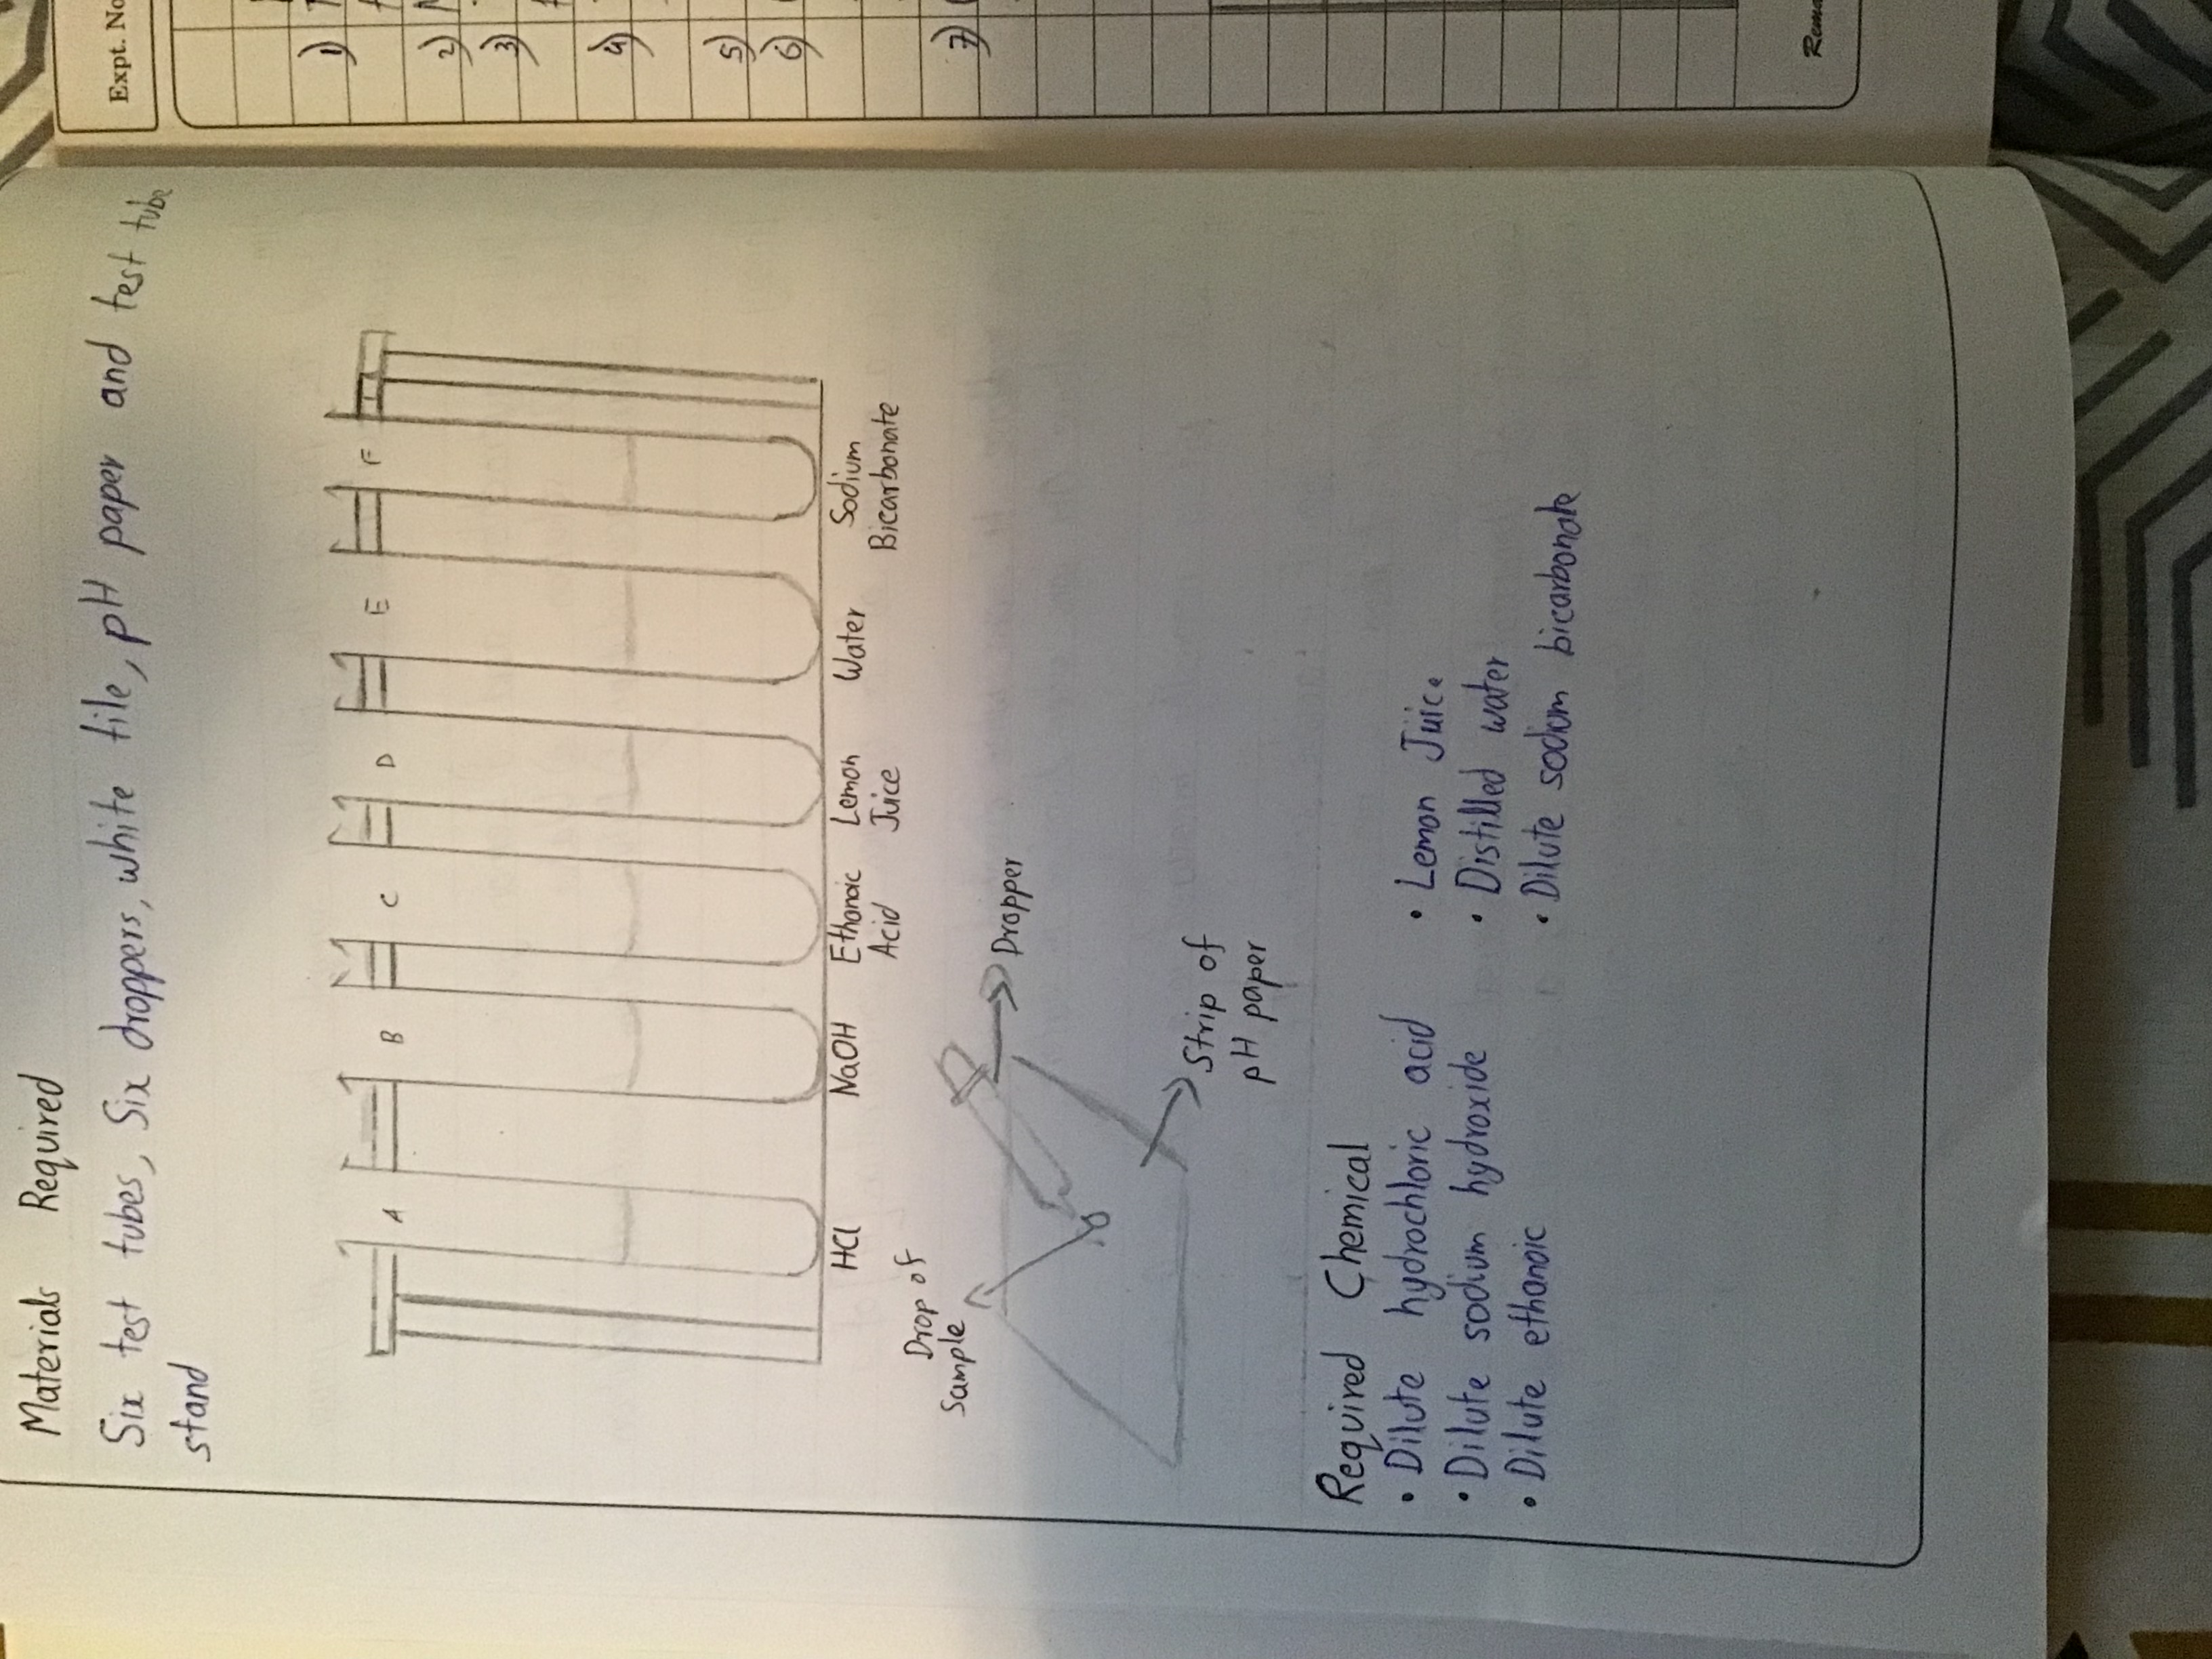 Materials Required
Six test tubes, Six droppers, white tile, pH paper and test tube
stand
A B C D E F
HCl NaOH Ethanoic Acid Lemon Juice Water Sodium Bicarbonate
Drop of
Sample
Dropper
Strip of
pH paper
Required Chemical
• Dilute hydrochloric acid
• Dilute sodium hydroxide
• Dilute ethanoic
• Lemon Juice
• Distilled water
• Dilute sodium bicarbonate
Expt. No
1)
2)
3)
4)
5)
6)
7)